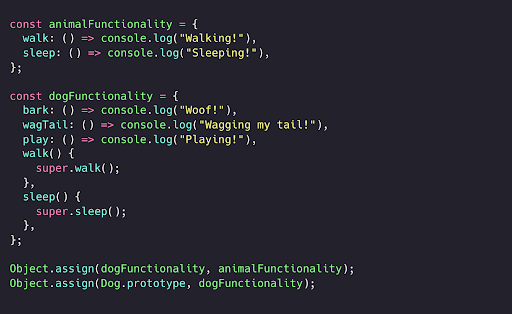 const animalFunctionality = {
  walk: () => console.log("Walking!"),
  sleep: () => console.log("Sleeping!"),
};

const dogFunctionality = {
  bark: () => console.log("Woof!"),
  wagTail: () => console.log("Wagging my tail!"),
  play: () => console.log("Playing!"),
  walk() {
    super.walk();
  },
  sleep() {
    super.sleep();
  },
};

Object.assign(dogFunctionality, animalFunctionality);
Object.assign(Dog.prototype, dogFunctionality);